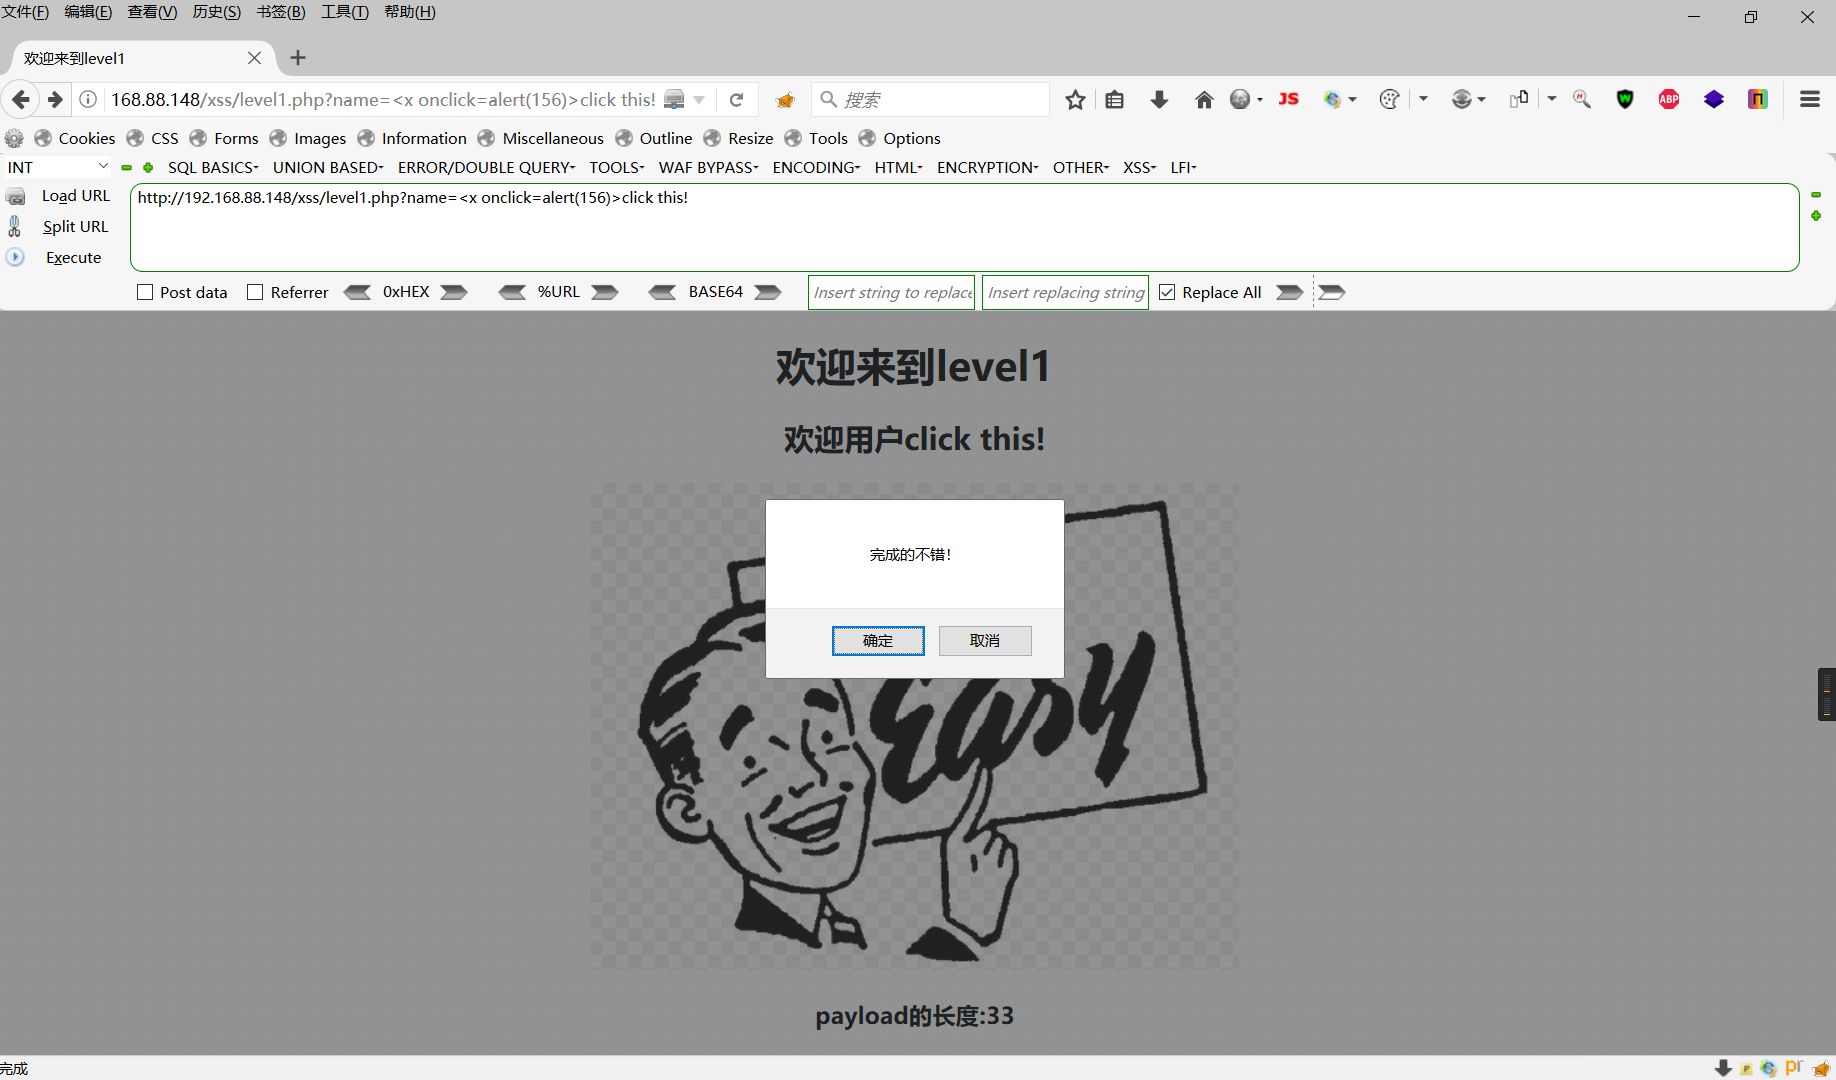 文件(F) 编辑(E) 查看(V) 历史(S) 书签(B) 工具(T) 帮助(H)
欢迎来到level1
168.88.148/xss/level1.php?name=<x onclick=alert(156)>click this!
搜索
JS
ABP
Cookies CSS Forms Images Information Miscellaneous Outline Resize Tools Options
INT SQL BASICS UNION BASED ERROR/DOUBLE QUERY TOOLS WAF BYPASS ENCODING HTML ENCRYPTION OTHER XSS LFI
Load URL
http://192.168.88.148/xss/level1.php?name=<x onclick=alert(156)>click this!
Split URL
Execute
Post data Referrer 0xHEX %URL BASE64 Insert string to replace Insert replacing string Replace All
欢迎来到level1
欢迎用户click this!
完成的不错!
确定 取消
Easy
payload的长度:33
完成
pr